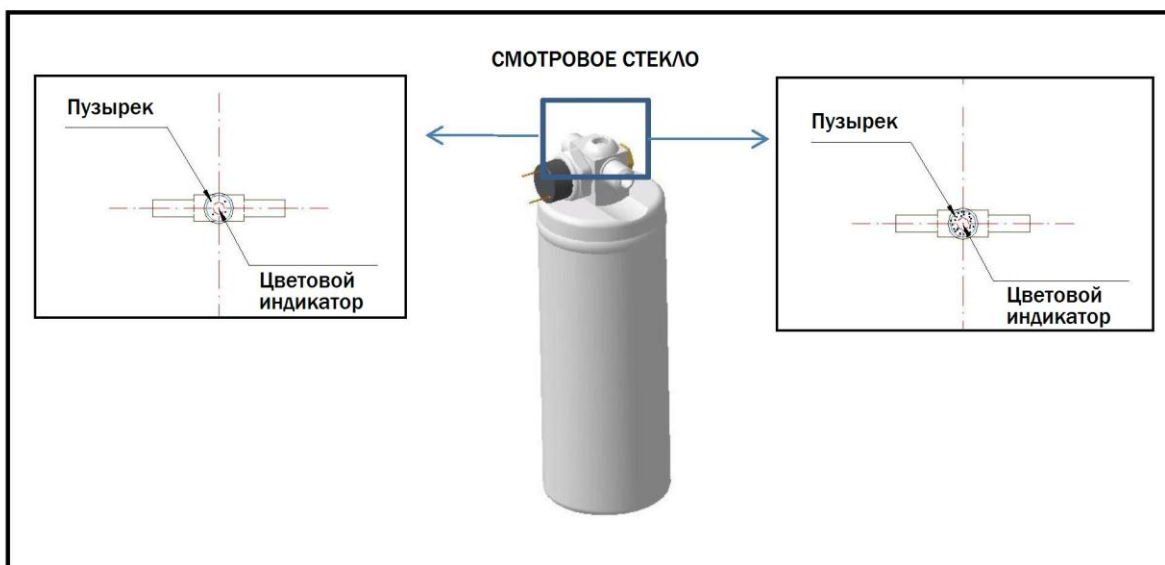 СМОТРОВОЕ СТЕКЛО
Пузырек
Цветовой
индикатор
Пузырек
Цветовой
индикатор